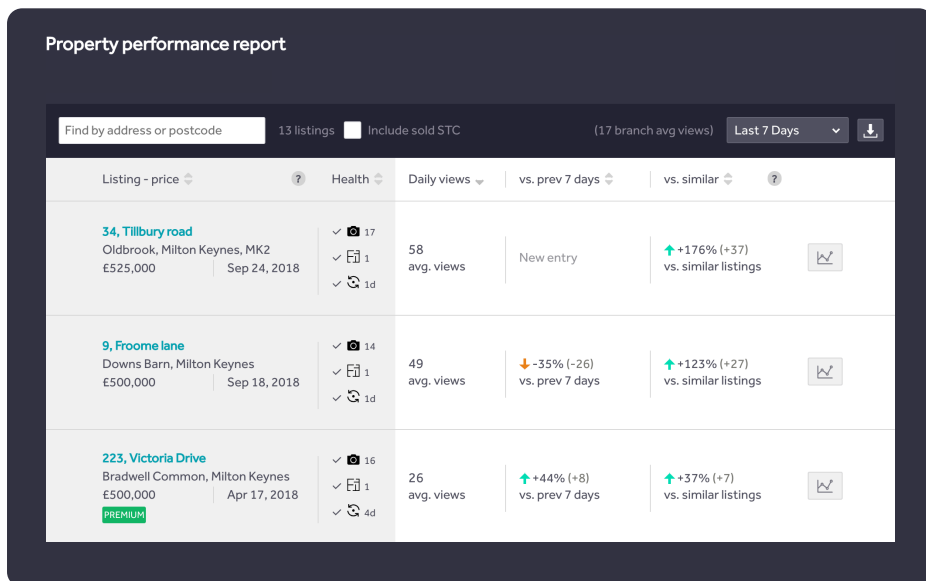 Property performance report
Find by address or postcode 13 listings Include sold STC (17 branch avg views) Last 7 Days
Listing - price ? Health Daily views vs. prev 7 days vs. similar ?
34, Tillbury road
Oldbrook, Milton Keynes, MK2
£525,000 Sep 24, 2018
17
1
1d
58
avg. views
New entry
+176% (+37)
vs. similar listings
9, Froome lane
Downs Barn, Milton Keynes
£500,000 Sep 18, 2018
14
1
1d
49
avg. views
-35% (-26)
vs. prev 7 days
+123% (+27)
vs. similar listings
223, Victoria Drive
Bradwell Common, Milton Keynes
£500,000 Apr 17, 2018
PREMIUM
16
1
4d
26
avg. views
+44% (+8)
vs. prev 7 days
+37% (+7)
vs. similar listings